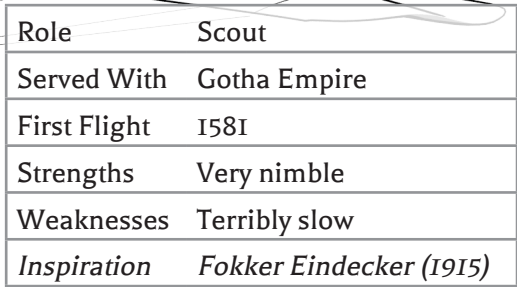 Role Scout
Served With Gotha Empire
First Flight 1581
Strengths Very nimble
Weaknesses Terribly slow
Inspiration Fokker Eindecker (1915)